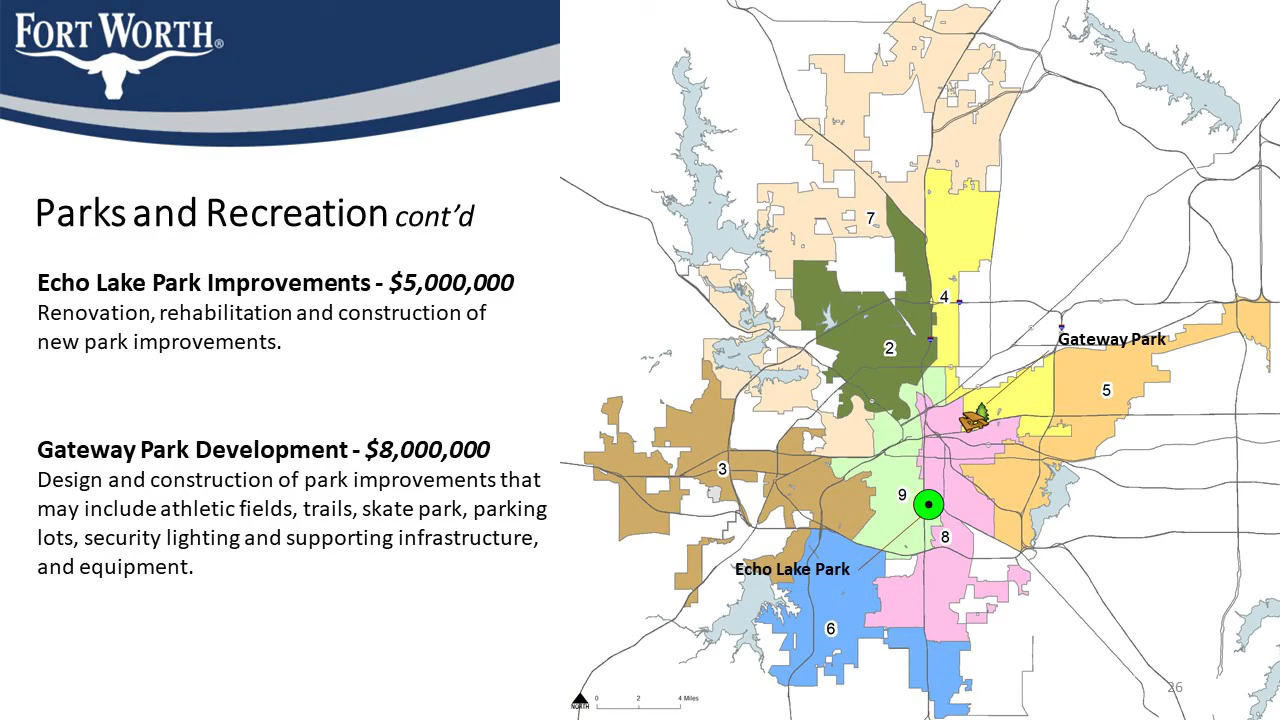 FORT WORTH®
Parks and Recreation cont’d
Echo Lake Park Improvements - $5,000,000
Renovation, rehabilitation and construction of
new park improvements.
Gateway Park Development - $8,000,000
Design and construction of park improvements that
may include athletic fields, trails, skate park, parking
lots, security lighting and supporting infrastructure,
and equipment.
7
4
2
Gateway Park
5
3
9
8
Echo Lake Park
6
NORTH
0 2 4 Miles
26